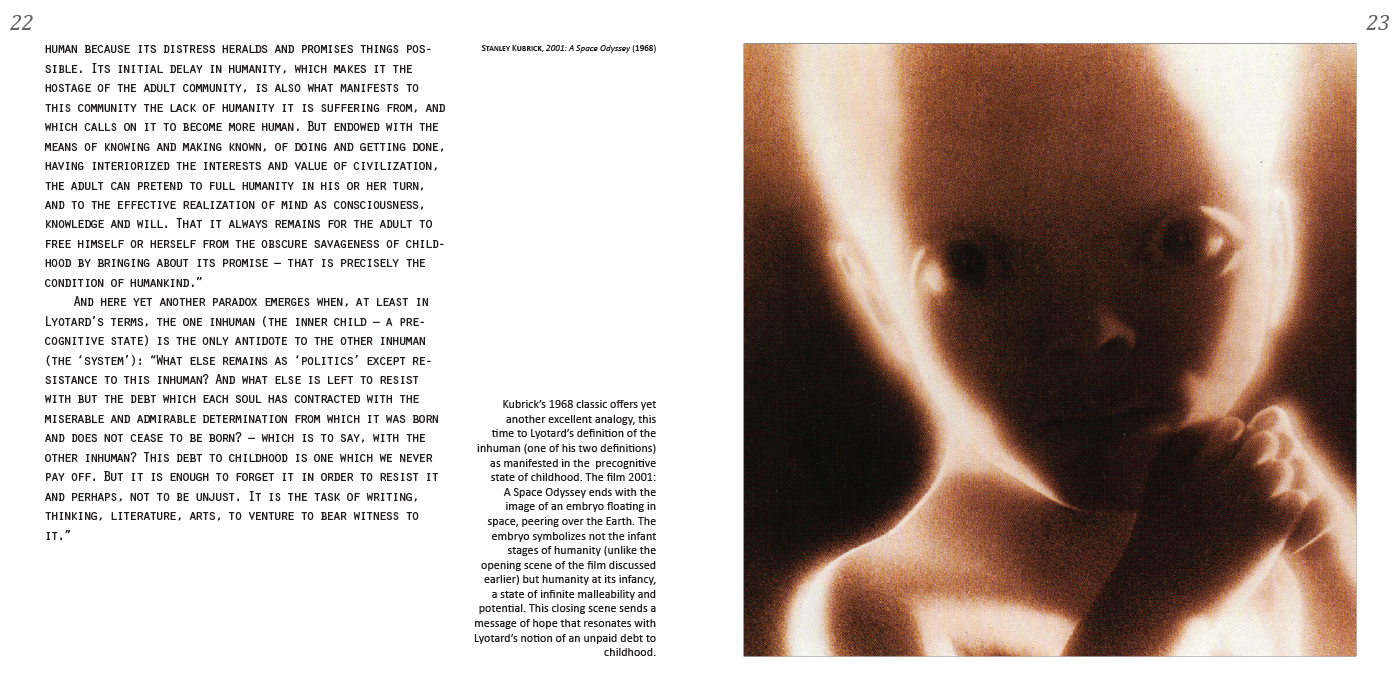 22
HUMAN BECAUSE ITS DISTRESS HERALDS AND PROMISES THINGS POS-
SIBLE. ITS INITIAL DELAY IN HUMANITY, WHICH MAKES IT THE
HOSTAGE OF THE ADULT COMMUNITY, IS ALSO WHAT MANIFESTS TO
THIS COMMUNITY THE LACK OF HUMANITY IT IS SUFFERING FROM, AND
WHICH CALLS ON IT TO BECOME MORE HUMAN. BUT ENDOWED WITH THE
MEANS OF KNOWING AND MAKING KNOWN, OF DOING AND GETTING DONE,
HAVING INTERIORIZED THE INTERESTS AND VALUE OF CIVILIZATION,
THE ADULT CAN PRETEND TO FULL HUMANITY IN HIS OR HER TURN,
AND TO THE EFFECTIVE REALIZATION OF MIND AS CONSCIOUSNESS,
KNOWLEDGE AND WILL. THAT IT ALWAYS REMAINS FOR THE ADULT TO
FREE HIMSELF OR HERSELF FROM THE OBSCURE SAVAGENESS OF CHILD-
HOOD BY BRINGING ABOUT ITS PROMISE – THAT IS PRECISELY THE
CONDITION OF HUMANKIND.”
AND HERE YET ANOTHER PARADOX EMERGES WHEN, AT LEAST IN
LYOTARD’S TERMS, THE ONE INHUMAN (THE INNER CHILD – A PRE-
COGNITIVE STATE) IS THE ONLY ANTIDOTE TO THE OTHER INHUMAN
(THE ‘SYSTEM’): “WHAT ELSE REMAINS AS ‘POLITICS’ EXCEPT RE-
SISTANCE TO THIS INHUMAN? AND WHAT ELSE IS LEFT TO RESIST
WITH BUT THE DEBT WHICH EACH SOUL HAS CONTRACTED WITH THE
MISERABLE AND ADMIRABLE DETERMINATION FROM WHICH IT WAS BORN
AND DOES NOT CEASE TO BE BORN? – WHICH IS TO SAY, WITH THE
OTHER INHUMAN? THIS DEBT TO CHILDHOOD IS ONE WHICH WE NEVER
PAY OFF. BUT IT IS ENOUGH TO FORGET IT IN ORDER TO RESIST IT
AND PERHAPS, NOT TO BE UNJUST. IT IS THE TASK OF WRITING,
THINKING, LITERATURE, ARTS, TO VENTURE TO BEAR WITNESS TO
IT.”
STANLEY KUBRICK, 2001: A Space Odyssey (1968)
Kubrick’s 1968 classic offers yet
another excellent analogy, this
time to Lyotard’s definition of the
inhuman (one of his two definitions)
as manifested in the precognitive
state of childhood. The film 2001:
A Space Odyssey ends with the
image of an embryo floating in
space, peering over the Earth. The
embryo symbolizes not the infant
stages of humanity (unlike the
opening scene of the film discussed
earlier) but humanity at its infancy,
a state of infinite malleability and
potential. This closing scene sends a
message of hope that resonates with
Lyotard’s notion of an unpaid debt to
childhood.
23